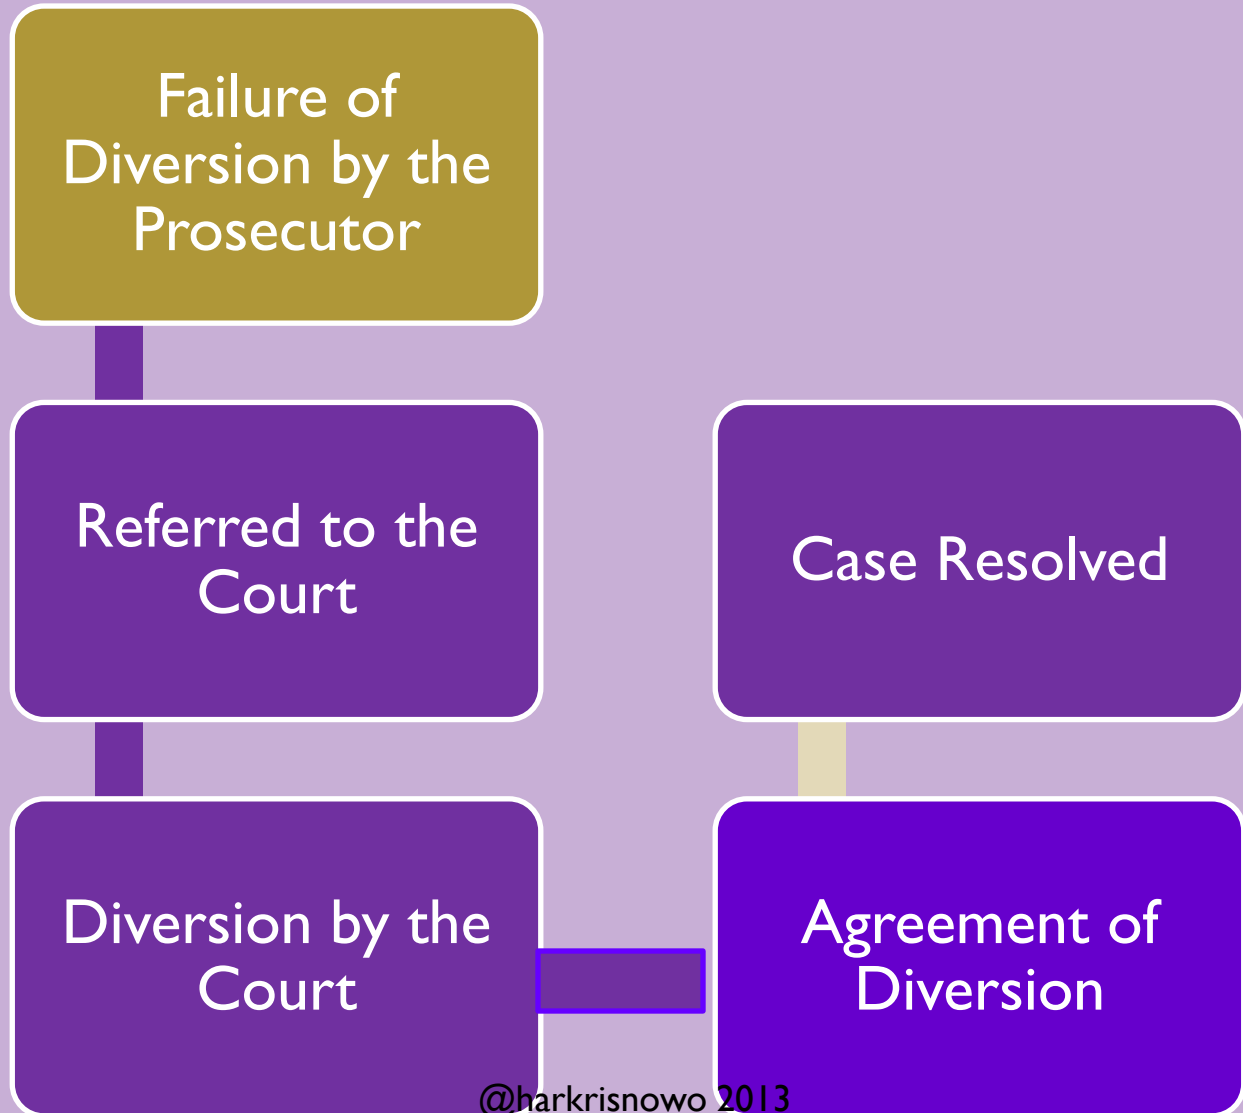 Failure of
Diversion by the
Prosecutor
Referred to the
Court
Diversion by the
Court
Agreement of
Diversion
Case Resolved
@harkrisnowo 2013